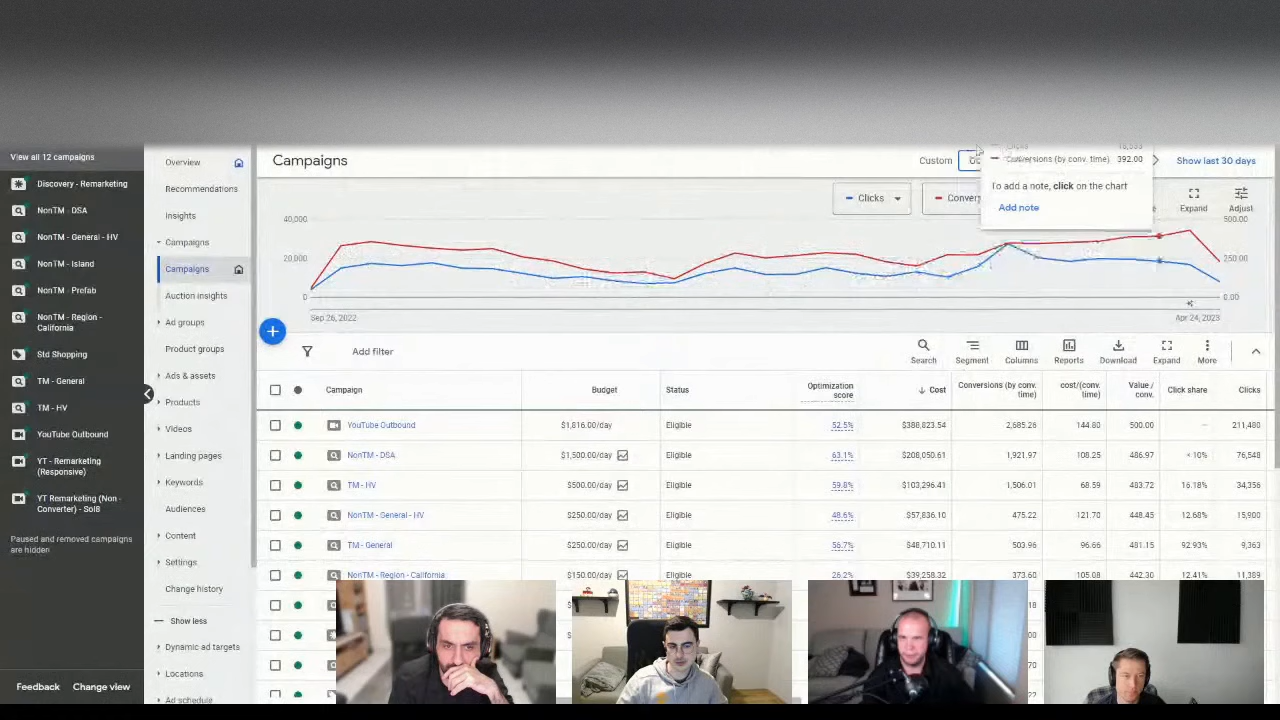 View all 12 campaigns
Discovery - Remarketing
NonTM - DSA
NonTM - General - HV
NonTM - Island
NonTM - Prefab
NonTM - Region -
California
Std Shopping
TM - General
TM - HV
YouTube Outbound
YT - Remarketing
(Responsive)
YT Remarketing (Non -
Converter) - Sol8
Paused and removed campaigns
are hidden
Feedback Change view
Overview
Recommendations
Insights
Campaigns
Campaigns
Auction insights
Ad groups
Product groups
Ads & assets
Products
Videos
Landing pages
Keywords
Audiences
Content
Settings
Change history
Show less
Dynamic ad targets
Locations
Ad schedule
Campaigns
Custom
Show last 30 days
Conversions (by conv. time) 392.00
To add a note, click on the chart
Add note
Clicks
Expand Adjust
40,000 500.00
20,000 250.00
0 0.00
Sep 26, 2022 Apr 24, 2023
Add filter
Search Segment Columns Reports Download Expand More
Campaign Budget Status Optimization score Cost Conversions (by conv. time) cost/(conv. time) Value / conv. Click share Clicks
YouTube Outbound $1,816.00/day Eligible 52.5% $388,823.54 2,685.26 144.80 500.00 — 211,480
NonTM - DSA $1,500.00/day Eligible 63.1% $208,050.61 1,921.97 108.25 486.97 < 10% 76,548
TM - HV $500.00/day Eligible 59.8% $103,296.41 1,506.01 68.59 483.72 16.18% 34,356
NonTM - General - HV $250.00/day Eligible 48.6% $57,836.10 475.22 121.70 448.45 12.68% 15,900
TM - General $250.00/day Eligible 56.7% $48,710.11 503.96 96.66 481.15 92.93% 9,363
NonTM - Region - California $150.00/day Eligible 26.2% $39,258.32 373.60 105.08 442.30 12.41% 11,389